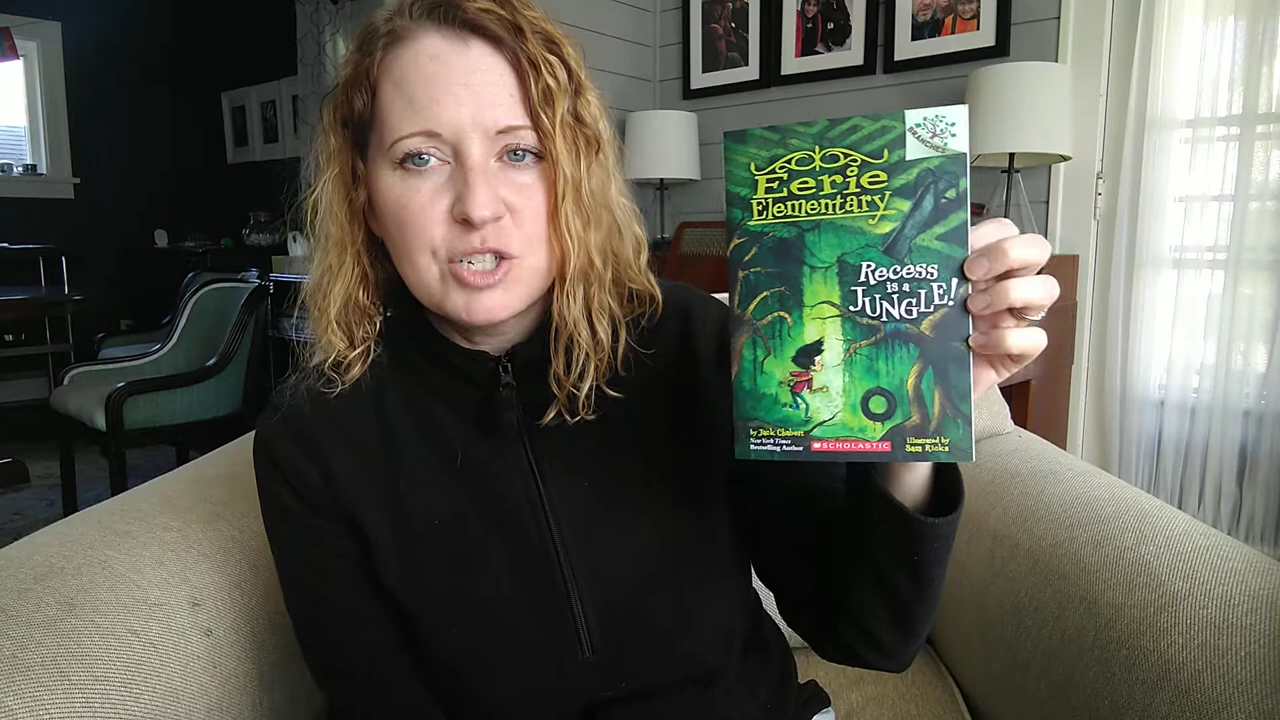 BRANCHES
Eerie
Elementary
Recess
is a
JUNGLE!
by Jack Chabert
New York Times
Bestselling Author
SCHOLASTIC
illustrated by
Sam Ricks